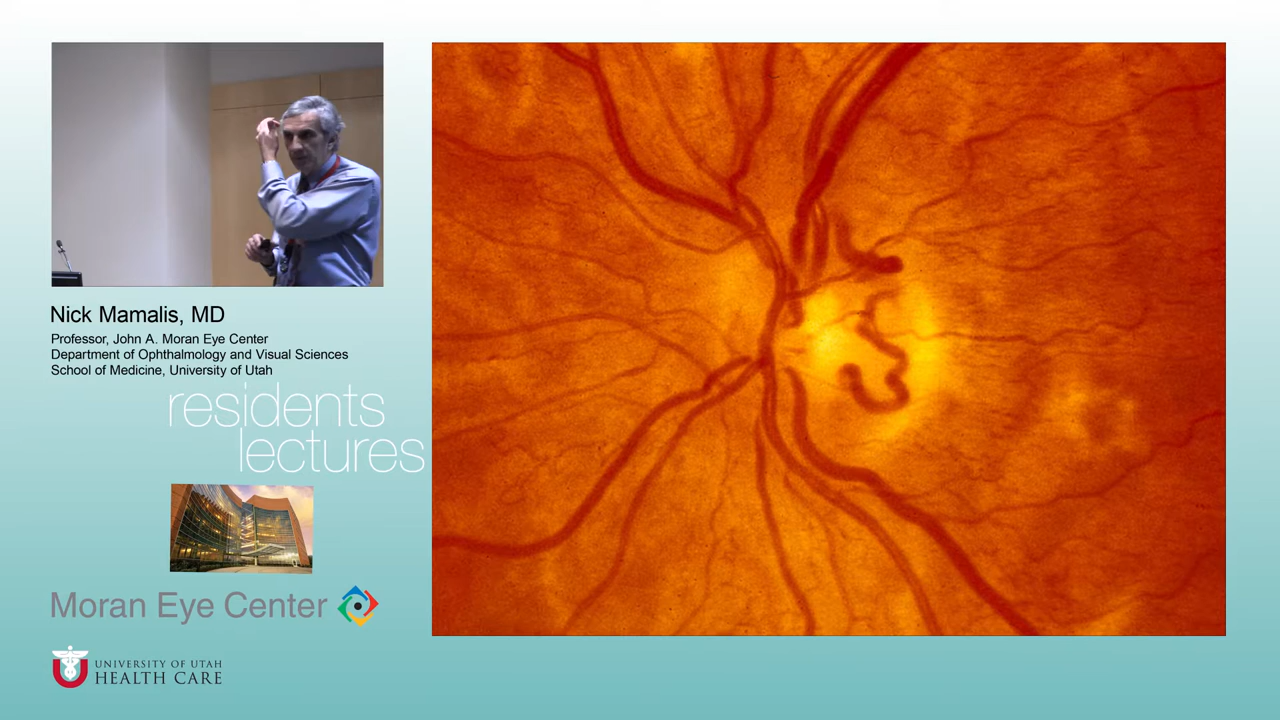 Nick Mamalis, MD
Professor, John A. Moran Eye Center
Department of Ophthalmology and Visual Sciences
School of Medicine, University of Utah
residents
lectures
Moran Eye Center
UNIVERSITY OF UTAH
HEALTH CARE